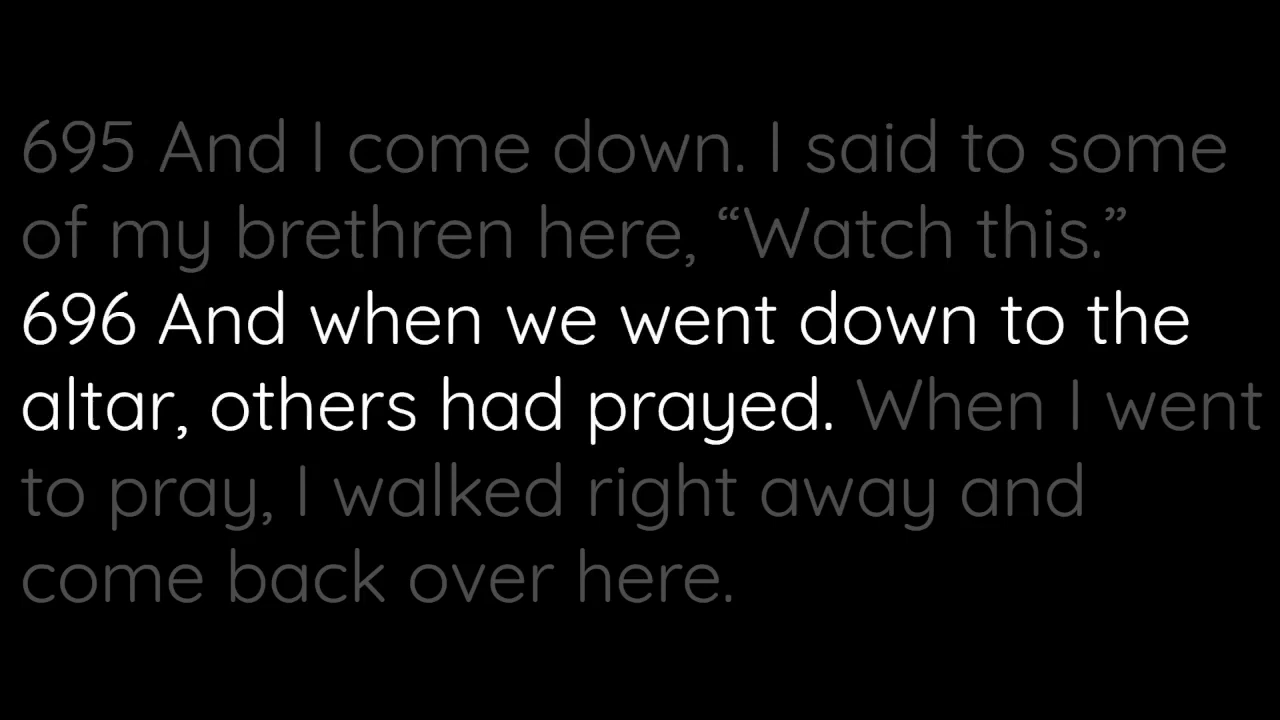 695 And I come down. I said to some
of my brethren here, “Watch this.”
696 And when we went down to the
altar, others had prayed. When I went
to pray, I walked right away and
come back over here.